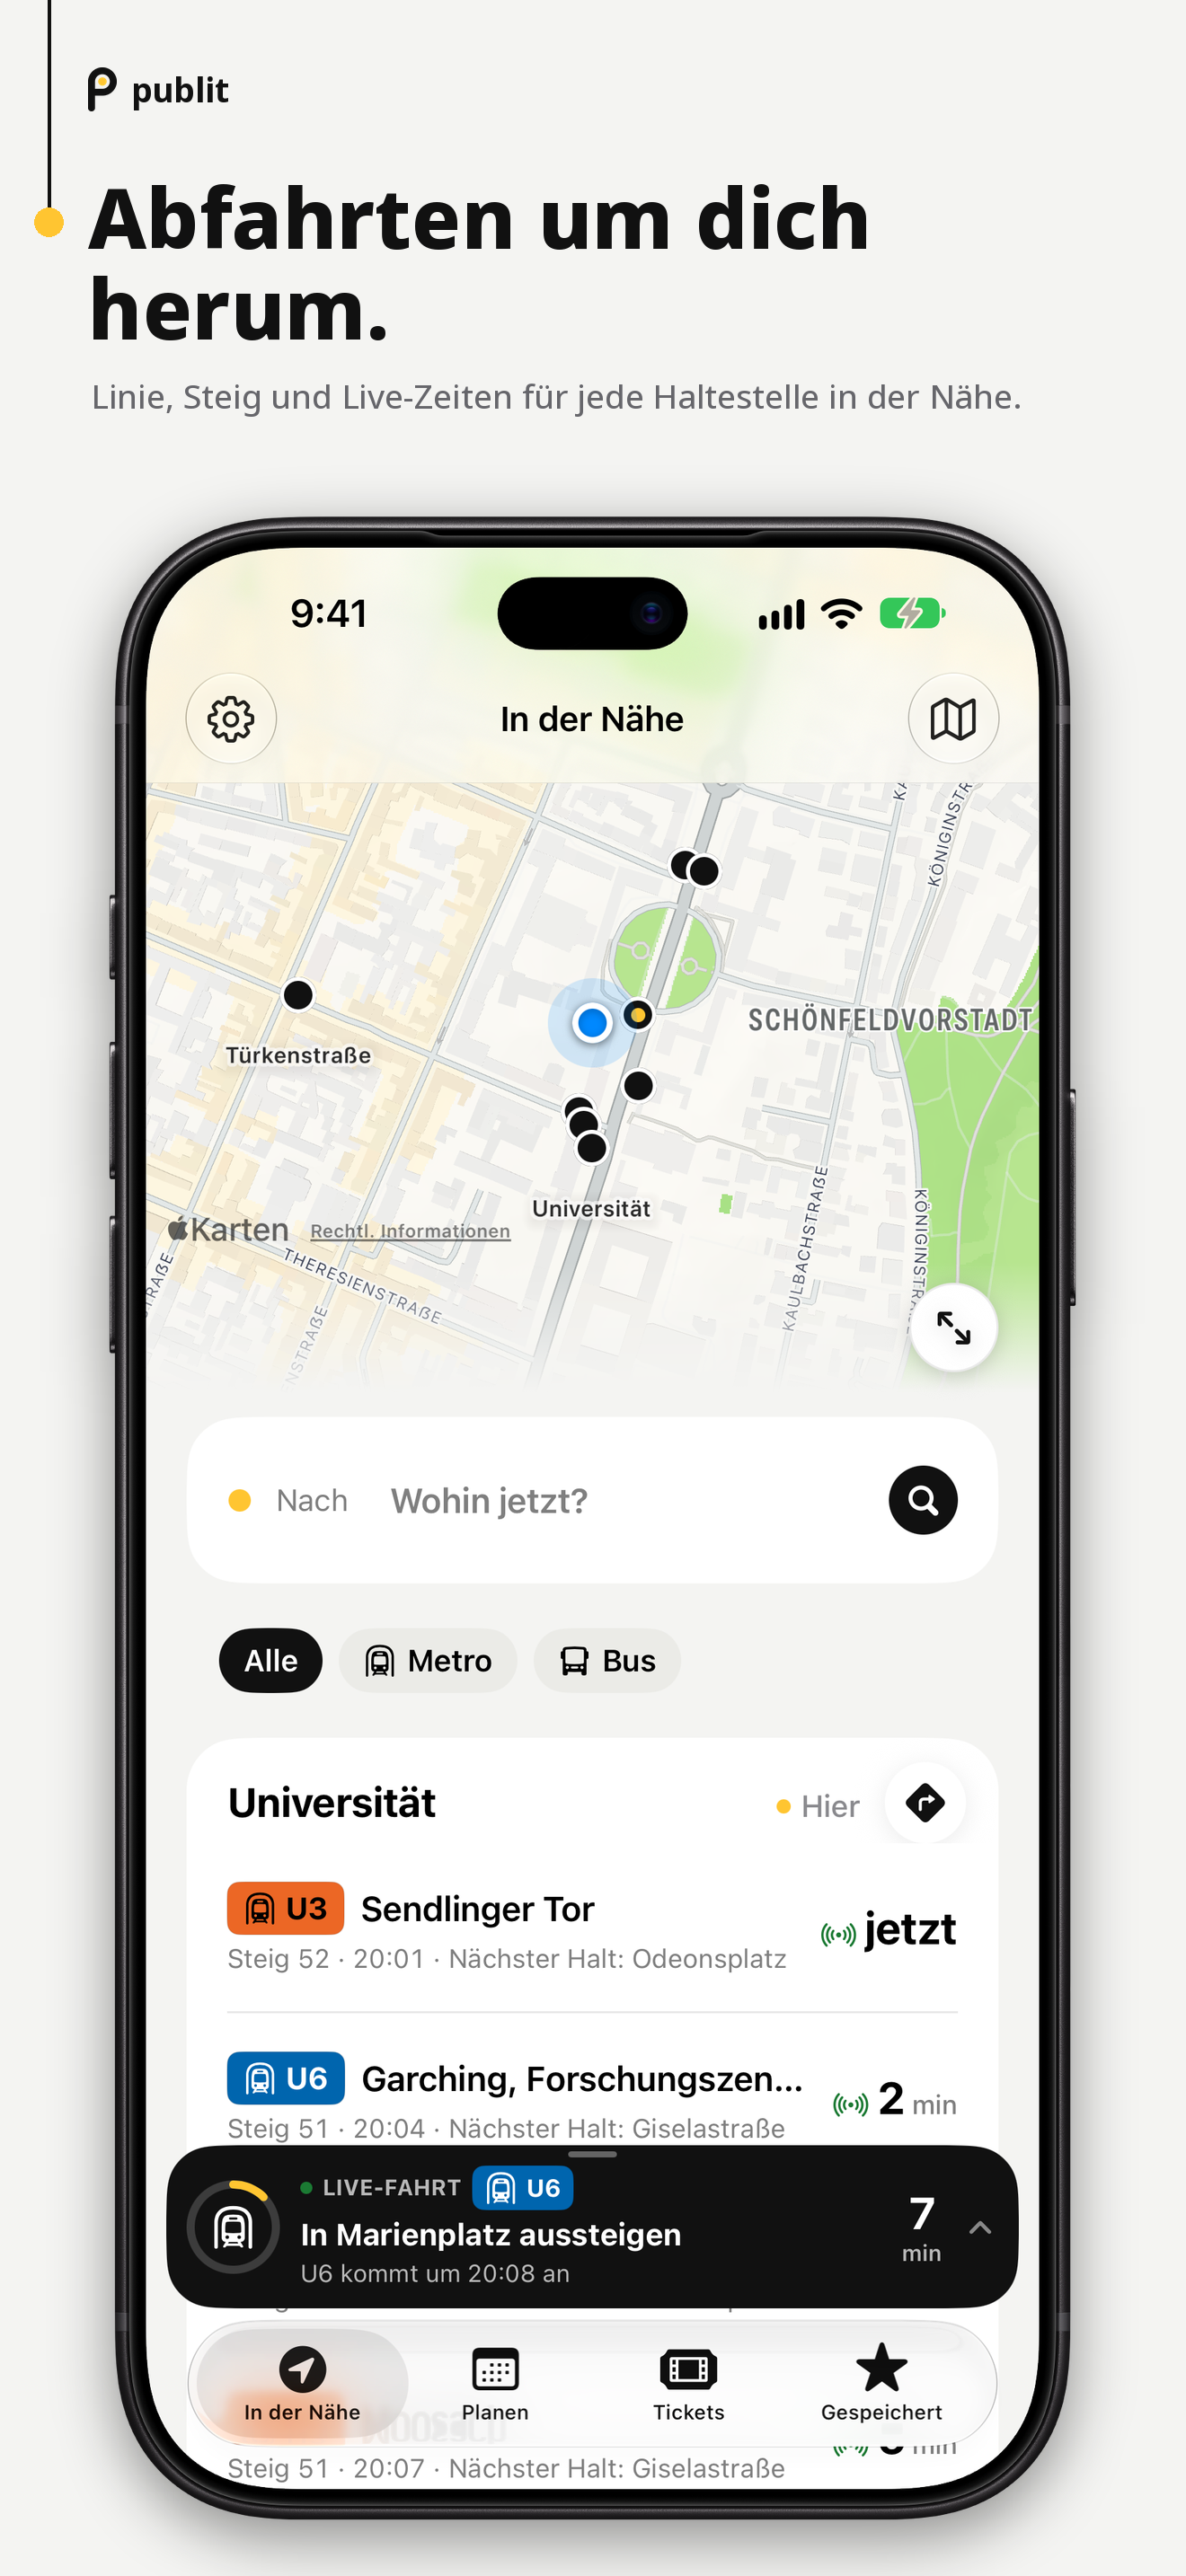 publit
Abfahrten um dich
herum.
Linie, Steig und Live-Zeiten für jede Haltestelle in der Nähe.
9:41
In der Nähe
KÖNIGINSTR
SCHÖNFELDVORSTADT
Türkenstraße
Universität
Karten Rechtl. Informationen
THERESIENSTRAßE
KAULBACHSTRAßE
KÖNIGINSTRA
STRAßE
NSTRAßE
Nach Wohin jetzt?
Alle Metro Bus
Universität Hier
U3 Sendlinger Tor jetzt
Steig 52 · 20:01 · Nächster Halt: Odeonsplatz
U6 Garching, Forschungszen... 2 min
Steig 51 · 20:04 · Nächster Halt: Giselastraße
LIVE-FAHRT U6
In Marienplatz aussteigen
U6 kommt um 20:08 an
7
min
In der Nähe Planen Tickets Gespeichert
min
Steig 51 · 20:07 · Nächster Halt: Giselastraße